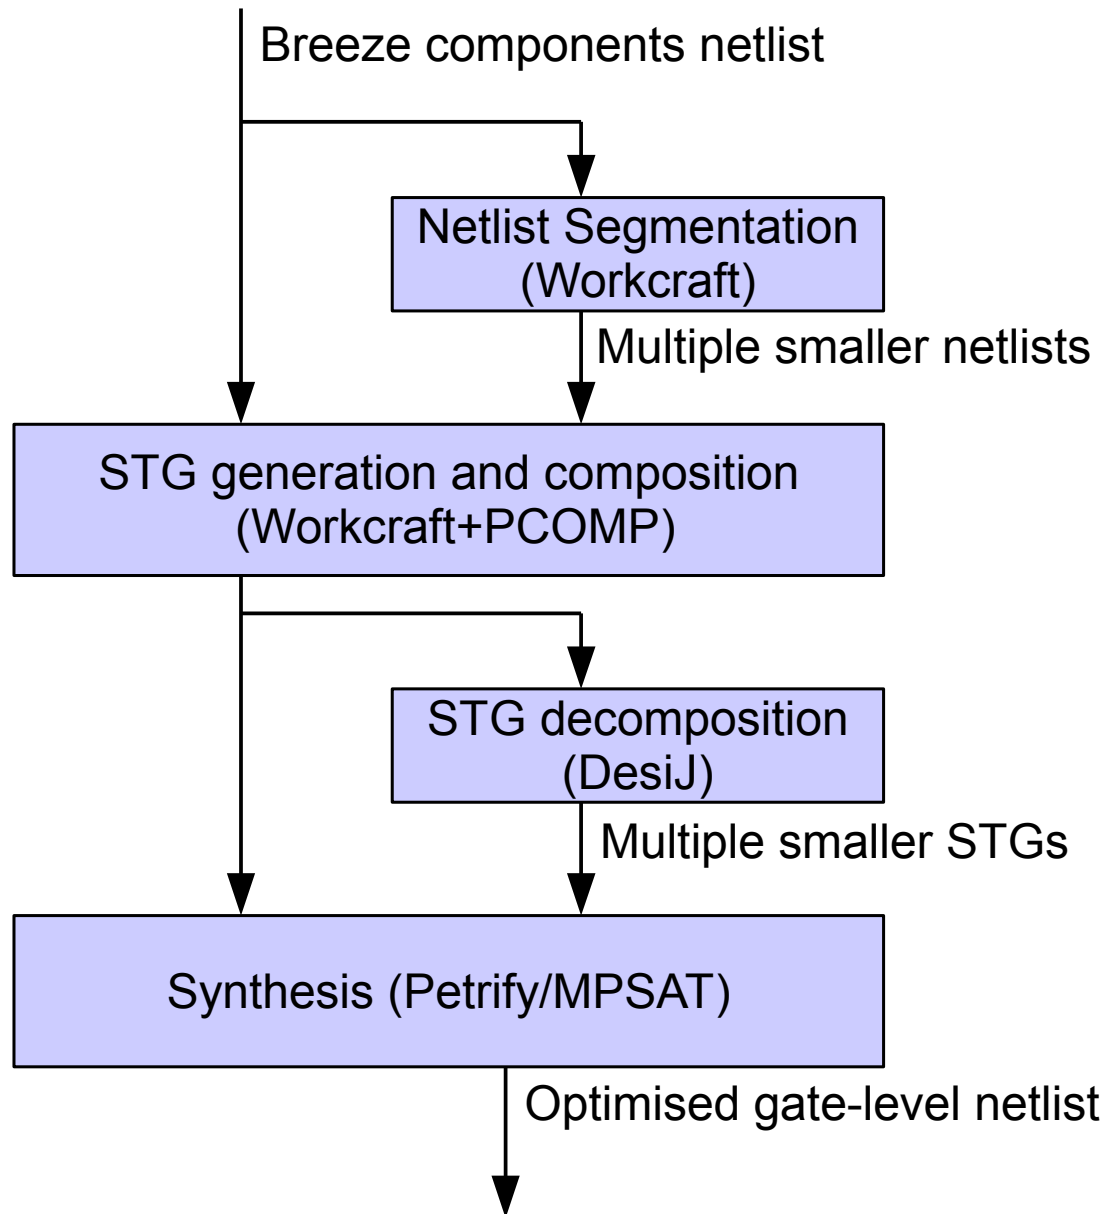 Breeze components netlist
Netlist Segmentation
(Workcraft)
Multiple smaller netlists
STG generation and composition
(Workcraft+PCOMP)
STG decomposition
(DesiJ)
Multiple smaller STGs
Synthesis (Petrify/MPSAT)
Optimised gate-level netlist